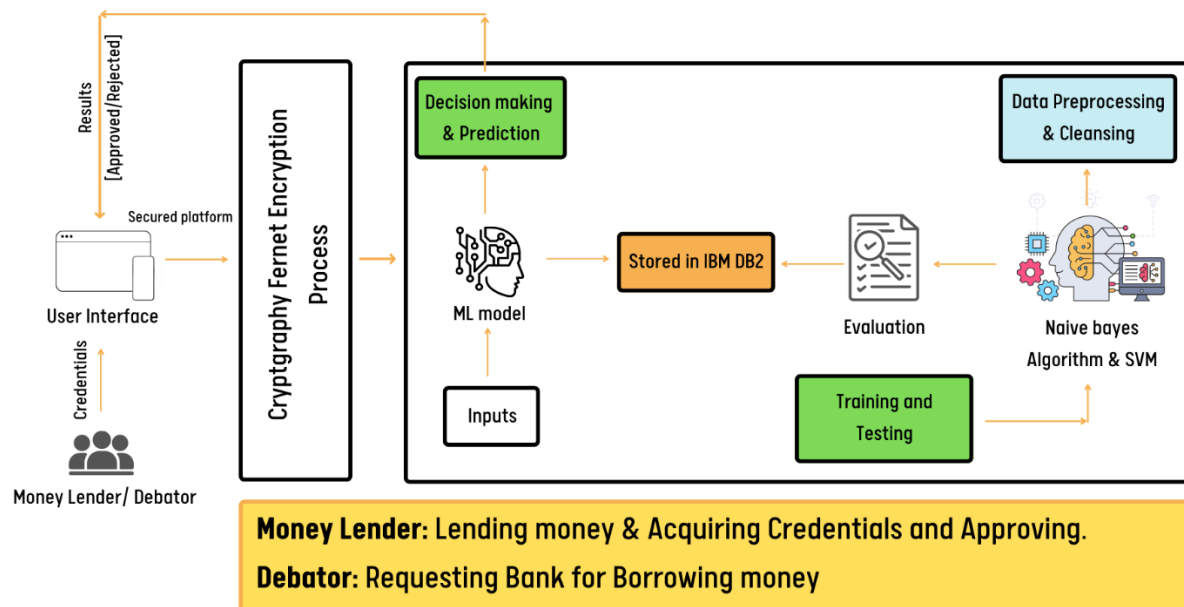 Results
[Approved/Rejected]
Secured platform
User Interface
Credentials
Money Lender/ Debator
Cryptgraphy Fernet Encryption
Process
Decision making
& Prediction
ML model
Inputs
Stored in IBM DB2
Evaluation
Data Preprocessing
& Cleansing
Naive bayes
Algorithm & SVM
Training and
Testing
Money Lender: Lending money & Acquiring Credentials and Approving.
Debator: Requesting Bank for Borrowing money